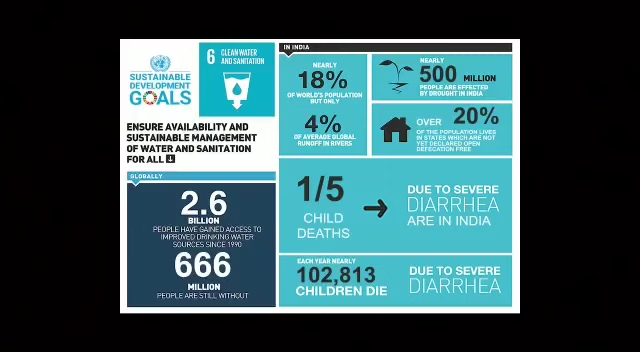 SUSTAINABLE
DEVELOPMENT
GOALS
6 CLEAN WATER
AND SANITATION
ENSURE AVAILABILITY AND
SUSTAINABLE MANAGEMENT
OF WATER AND SANITATION
FOR ALL
GLOBALLY
2.6
BILLION
PEOPLE HAVE GAINED ACCESS TO
IMPROVED DRINKING WATER
SOURCES SINCE 1990
666
MILLION
PEOPLE ARE STILL WITHOUT
IN INDIA
NEARLY
18%
OF WORLD'S POPULATION
BUT ONLY
4%
OF AVERAGE GLOBAL
RUNOFF IN RIVERS
NEARLY
500 MILLION
PEOPLE ARE EFFECTED
BY DROUGHT IN INDIA
OVER 20%
OF THE POPULATION LIVES
IN STATES WHICH ARE NOT
YET DECLARED OPEN
DEFECATION FREE
1/5
CHILD
DEATHS
DUE TO SEVERE
DIARRHEA
ARE IN INDIA
EACH YEAR NEARLY
102,813
CHILDREN DIE
DUE TO SEVERE
DIARRHEA